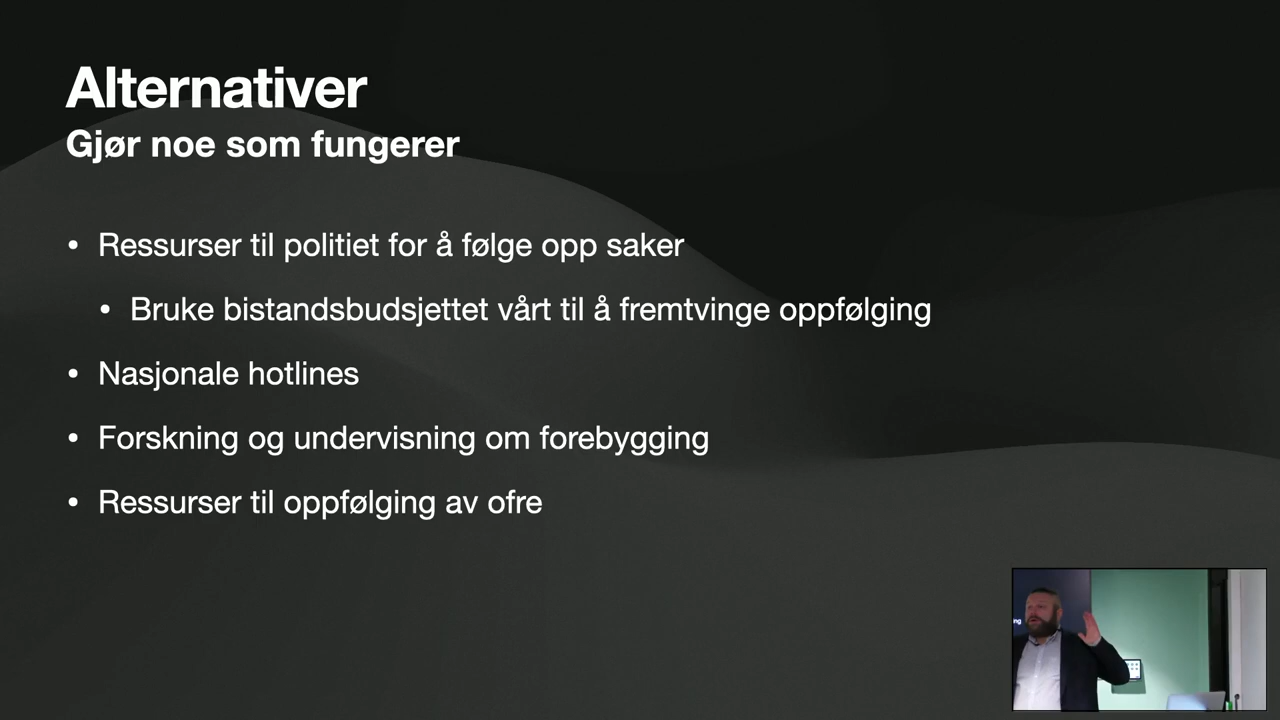 Alternativer
Gjør noe som fungerer
• Ressurser til politiet for å følge opp saker
• Bruke bistandsbudsjettet vårt til å fremtvinge oppfølging
• Nasjonale hotlines
• Forskning og undervisning om forebygging
• Ressurser til oppfølging av ofre
ing